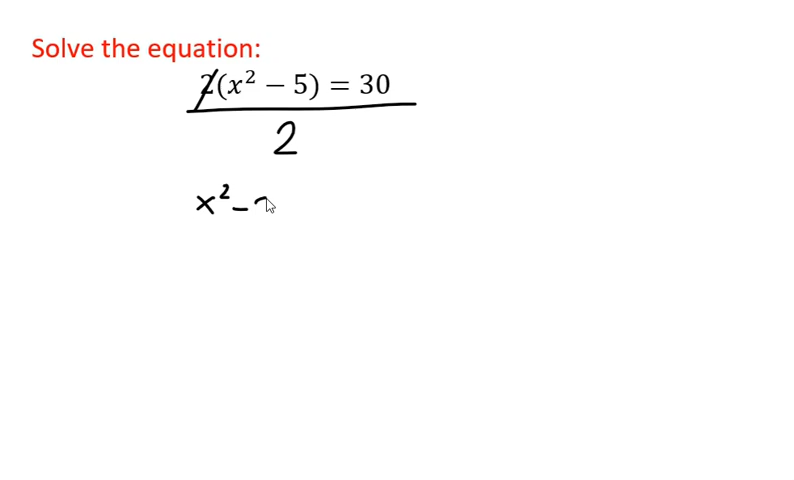 Solve the equation:
2(x² − 5) = 30
2
x² −